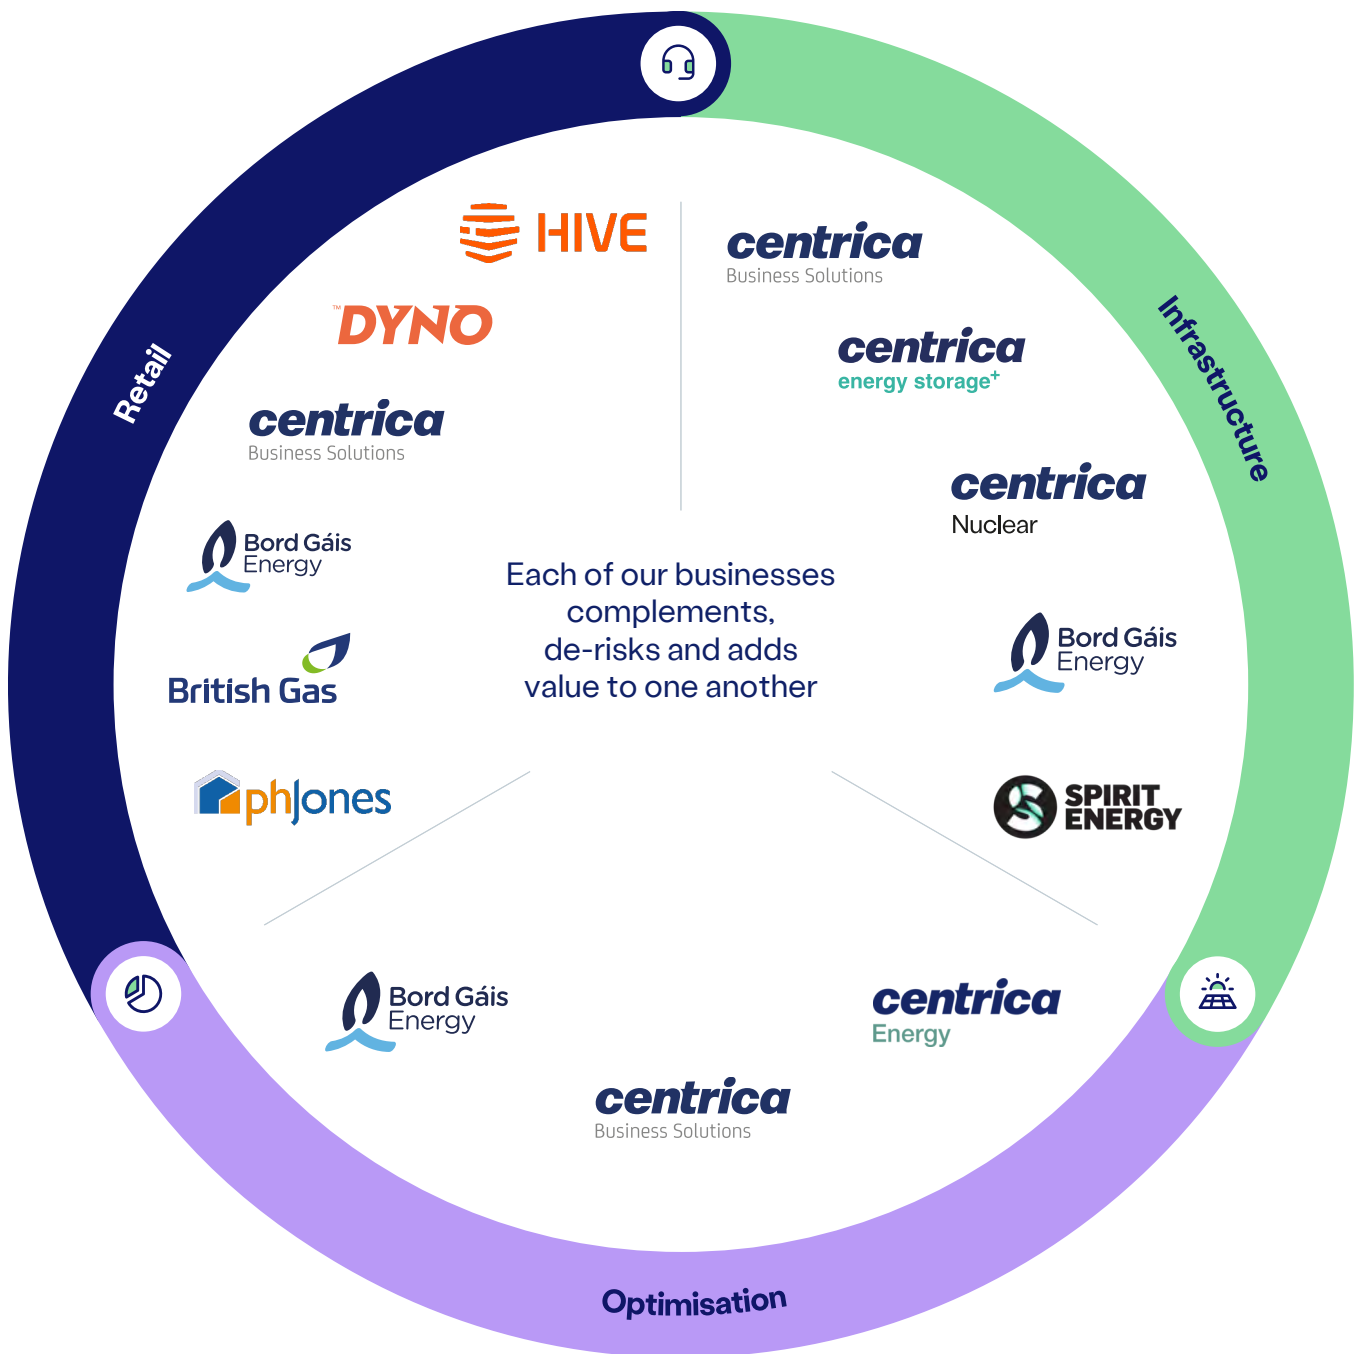 HIVE
™DYNO
centrica
Business Solutions
Bord Gáis
Energy
British Gas
phJones
Retail
centrica
Business Solutions
centrica
energy storage+
centrica
Nuclear
Bord Gáis
Energy
SPIRIT
ENERGY
Infrastructure
Each of our businesses
complements,
de-risks and adds
value to one another
Bord Gáis
Energy
centrica
Energy
centrica
Business Solutions
Optimisation